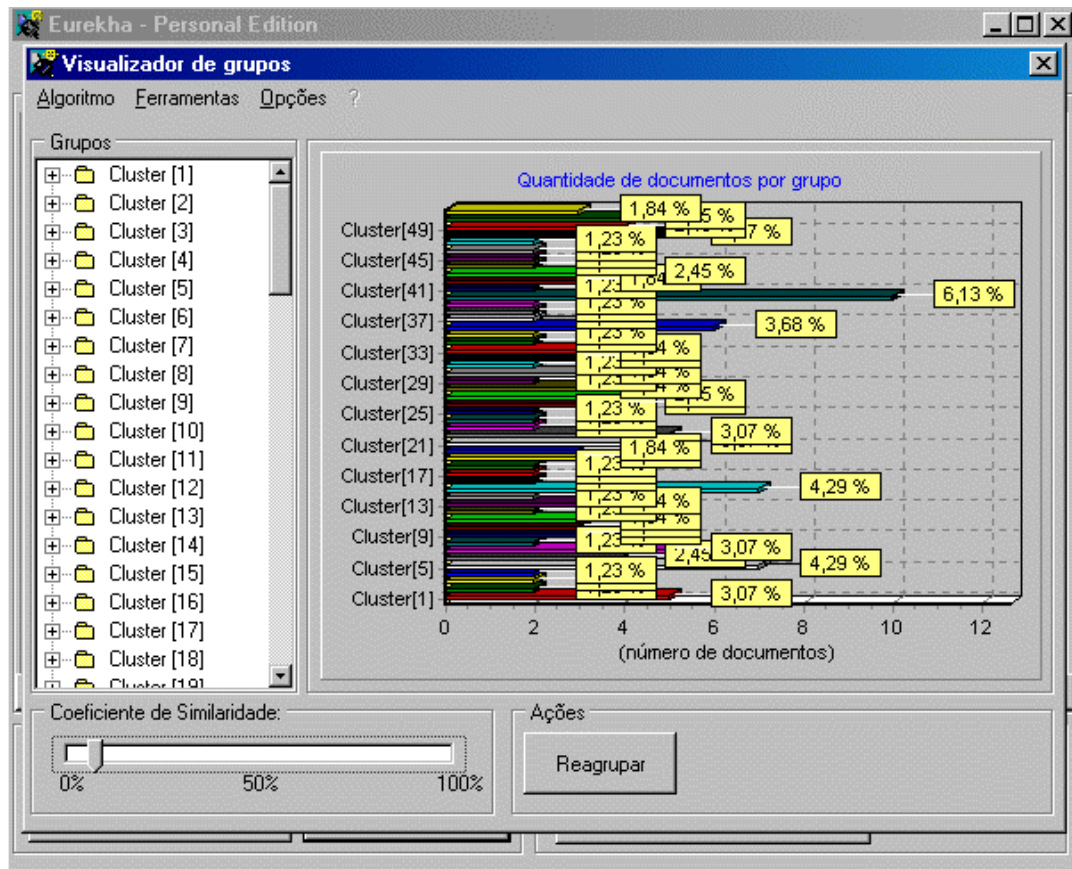 Eurekha - Personal Edition
Visualizador de grupos
Algoritmo Ferramentas Opções ?
Grupos
Cluster [1]
Cluster [2]
Cluster [3]
Cluster [4]
Cluster [5]
Cluster [6]
Cluster [7]
Cluster [8]
Cluster [9]
Cluster [10]
Cluster [11]
Cluster [12]
Cluster [13]
Cluster [14]
Cluster [15]
Cluster [16]
Cluster [17]
Cluster [18]
Cluster [19]
Quantidade de documentos por grupo
Cluster[49]
Cluster[45]
Cluster[41]
Cluster[37]
Cluster[33]
Cluster[29]
Cluster[25]
Cluster[21]
Cluster[17]
Cluster[13]
Cluster[9]
Cluster[5]
Cluster[1]
1,84 %
1,23 %
2,45 %
6,13 %
3,68 %
1,23 %
3,07 %
1,84 %
4,29 %
3,07 %
4,29 %
1,23 %
3,07 %
0 2 4 6 8 10 12
(número de documentos)
Coeficiente de Similaridade:
0% 50% 100%
Ações
Reagrupar